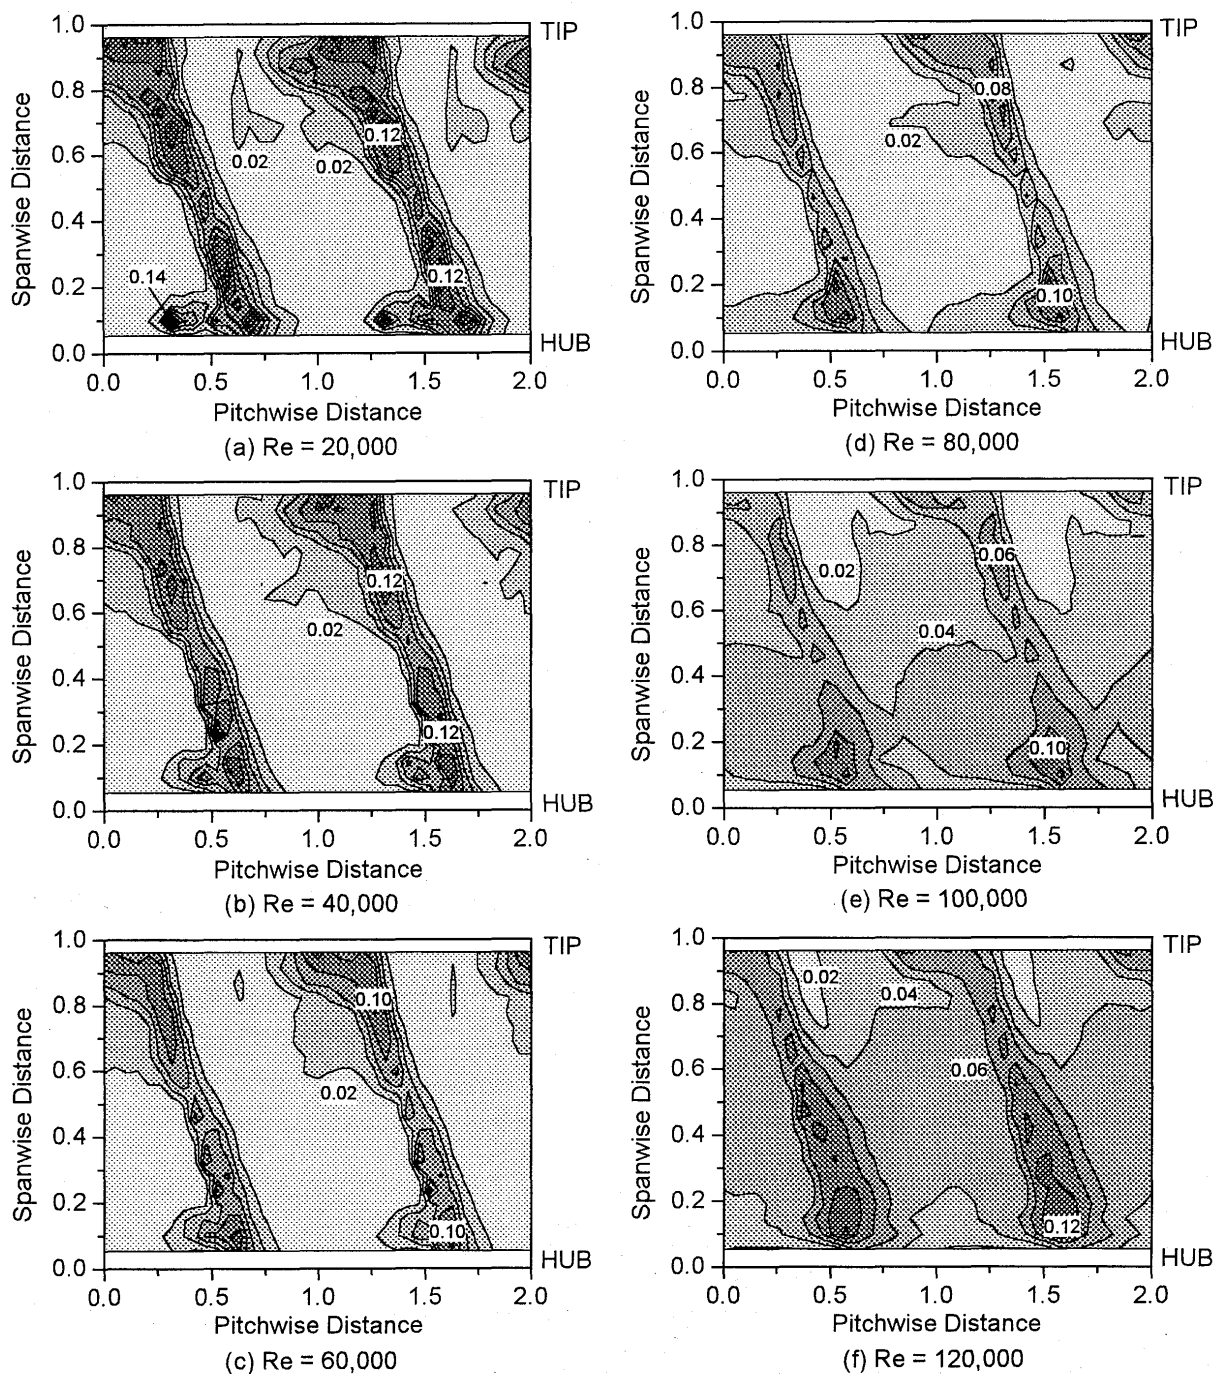 1.0
TIP
0.8
0.6
0.4
0.2
0.0
Spanwise Distance
0.12
0.02
0.02
0.14
0.12
HUB
0.0 0.5 1.0 1.5 2.0
Pitchwise Distance
(a) Re = 20,000
1.0
TIP
0.8
0.6
0.4
0.2
0.0
Spanwise Distance
0.08
0.02
0.10
HUB
0.0 0.5 1.0 1.5 2.0
Pitchwise Distance
(d) Re = 80,000
1.0
TIP
0.8
0.6
0.4
0.2
0.0
Spanwise Distance
0.12
0.02
0.12
HUB
0.0 0.5 1.0 1.5 2.0
Pitchwise Distance
(b) Re = 40,000
1.0
TIP
0.8
0.6
0.4
0.2
0.0
Spanwise Distance
0.06
0.02
0.04
0.10
HUB
0.0 0.5 1.0 1.5 2.0
Pitchwise Distance
(e) Re = 100,000
1.0
TIP
0.8
0.6
0.4
0.2
0.0
Spanwise Distance
0.10
0.02
0.10
HUB
0.0 0.5 1.0 1.5 2.0
Pitchwise Distance
(c) Re = 60,000
1.0
TIP
0.8
0.6
0.4
0.2
0.0
Spanwise Distance
0.02
0.04
0.06
0.12
HUB
0.0 0.5 1.0 1.5 2.0
Pitchwise Distance
(f) Re = 120,000